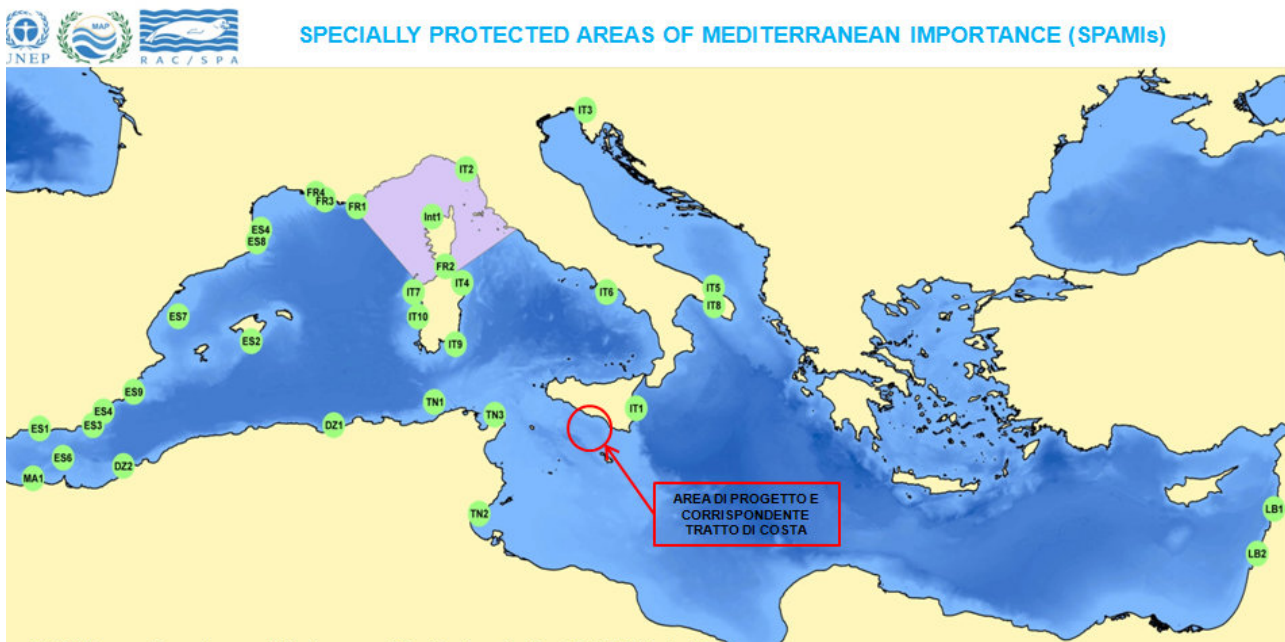 UNEP
MAP
RAC/SPA
SPECIALLY PROTECTED AREAS OF MEDITERRANEAN IMPORTANCE (SPAMIs)
IT3
IT2
FR4
FR3
FR1
Int1
ES4
ES8
FR2
IT4
IT7
IT6
IT5
IT8
IT10
ES7
ES2
IT9
ES9
TN1
ES4
TN3
IT1
ES3
DZ1
ES1
ES6
DZ2
MA1
AREA DI PROGETTO E
CORRISPONDENTE
TRATTO DI COSTA
TN2
LB1
LB2